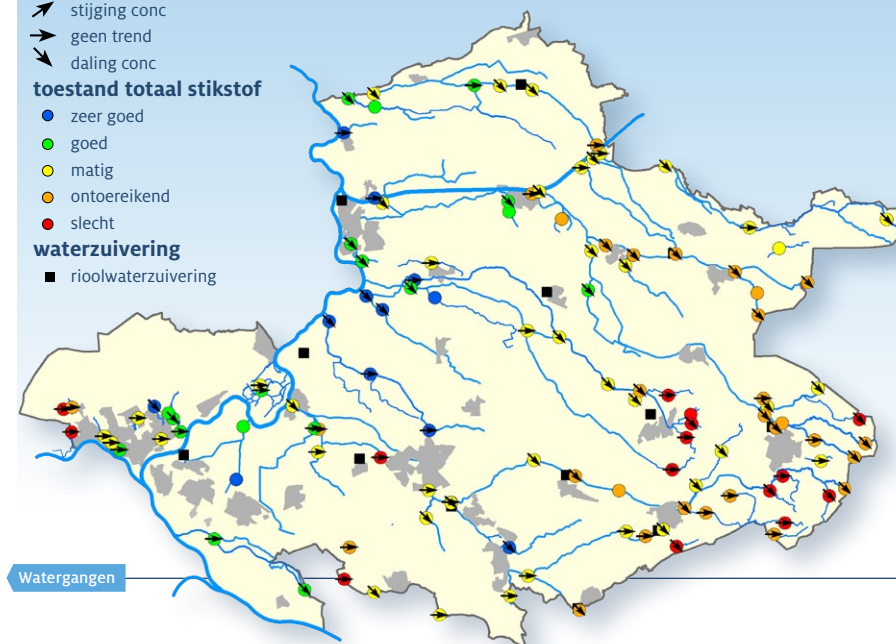 stijging conc
geen trend
daling conc
toestand totaal stikstof
zeer goed
goed
matig
ontoereikend
slecht
waterzuivering
rioolwaterzuivering
Watergangen